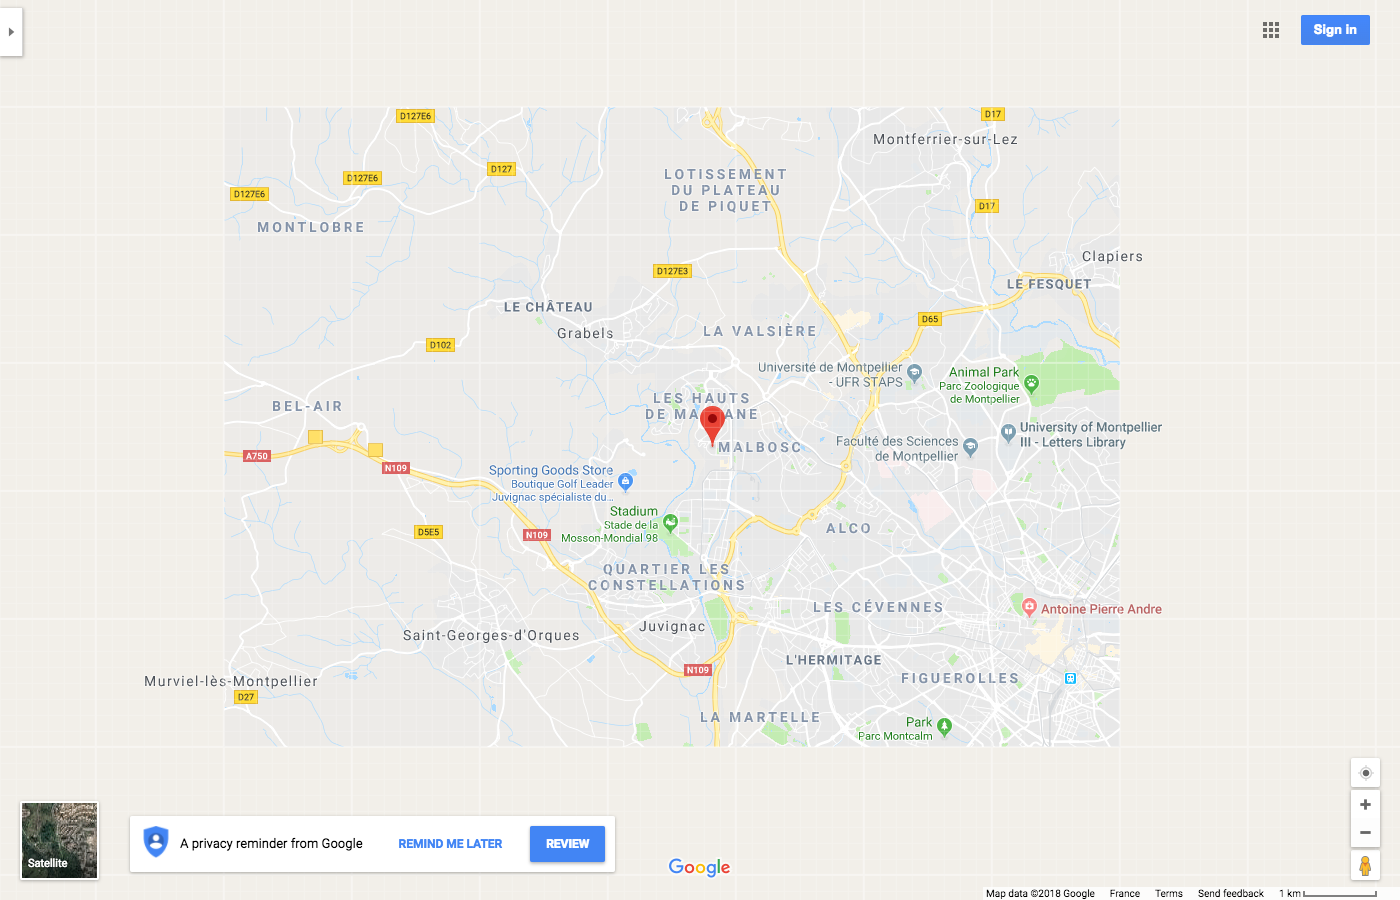 Sign in
D127E6
D17
Montferrier-sur-Lez
D127
D127E6
D127E6
LOTISSEMENT
DU PLATEAU
DE PIQUET
D17
MONTLOBRE
Clapiers
D127E3
LE FESQUET
LE CHÂTEAU
D65
Grabels
LA VALSIÈRE
D102
Université de Montpellier
- UFR STAPS
Animal Park
Parc Zoologique
de Montpellier
LES HAUTS
BEL-AIR
University of Montpellier
III - Letters Library
Faculté des Sciences
de Montpellier
MALBOSC
A750
N109
Sporting Goods Store
Boutique Golf Leader
Juvignac spécialiste du...
Stadium
Stade de la
Mosson-Mondial 98
D5E5
N109
ALCO
QUARTIER LES
CONSTELLATIONS
LES CÉVENNES
Antoine Pierre Andre
Juvignac
Saint-Georges-d'Orques
L'HERMITAGE
N109
FIGUEROLLES
Murviel-lès-Montpellier
D27
LA MARTELLE
Park
Parc Montcalm
Satellite
A privacy reminder from Google
REMIND ME LATER
REVIEW
Google
Map data ©2018 Google
France
Terms
Send feedback
1 km